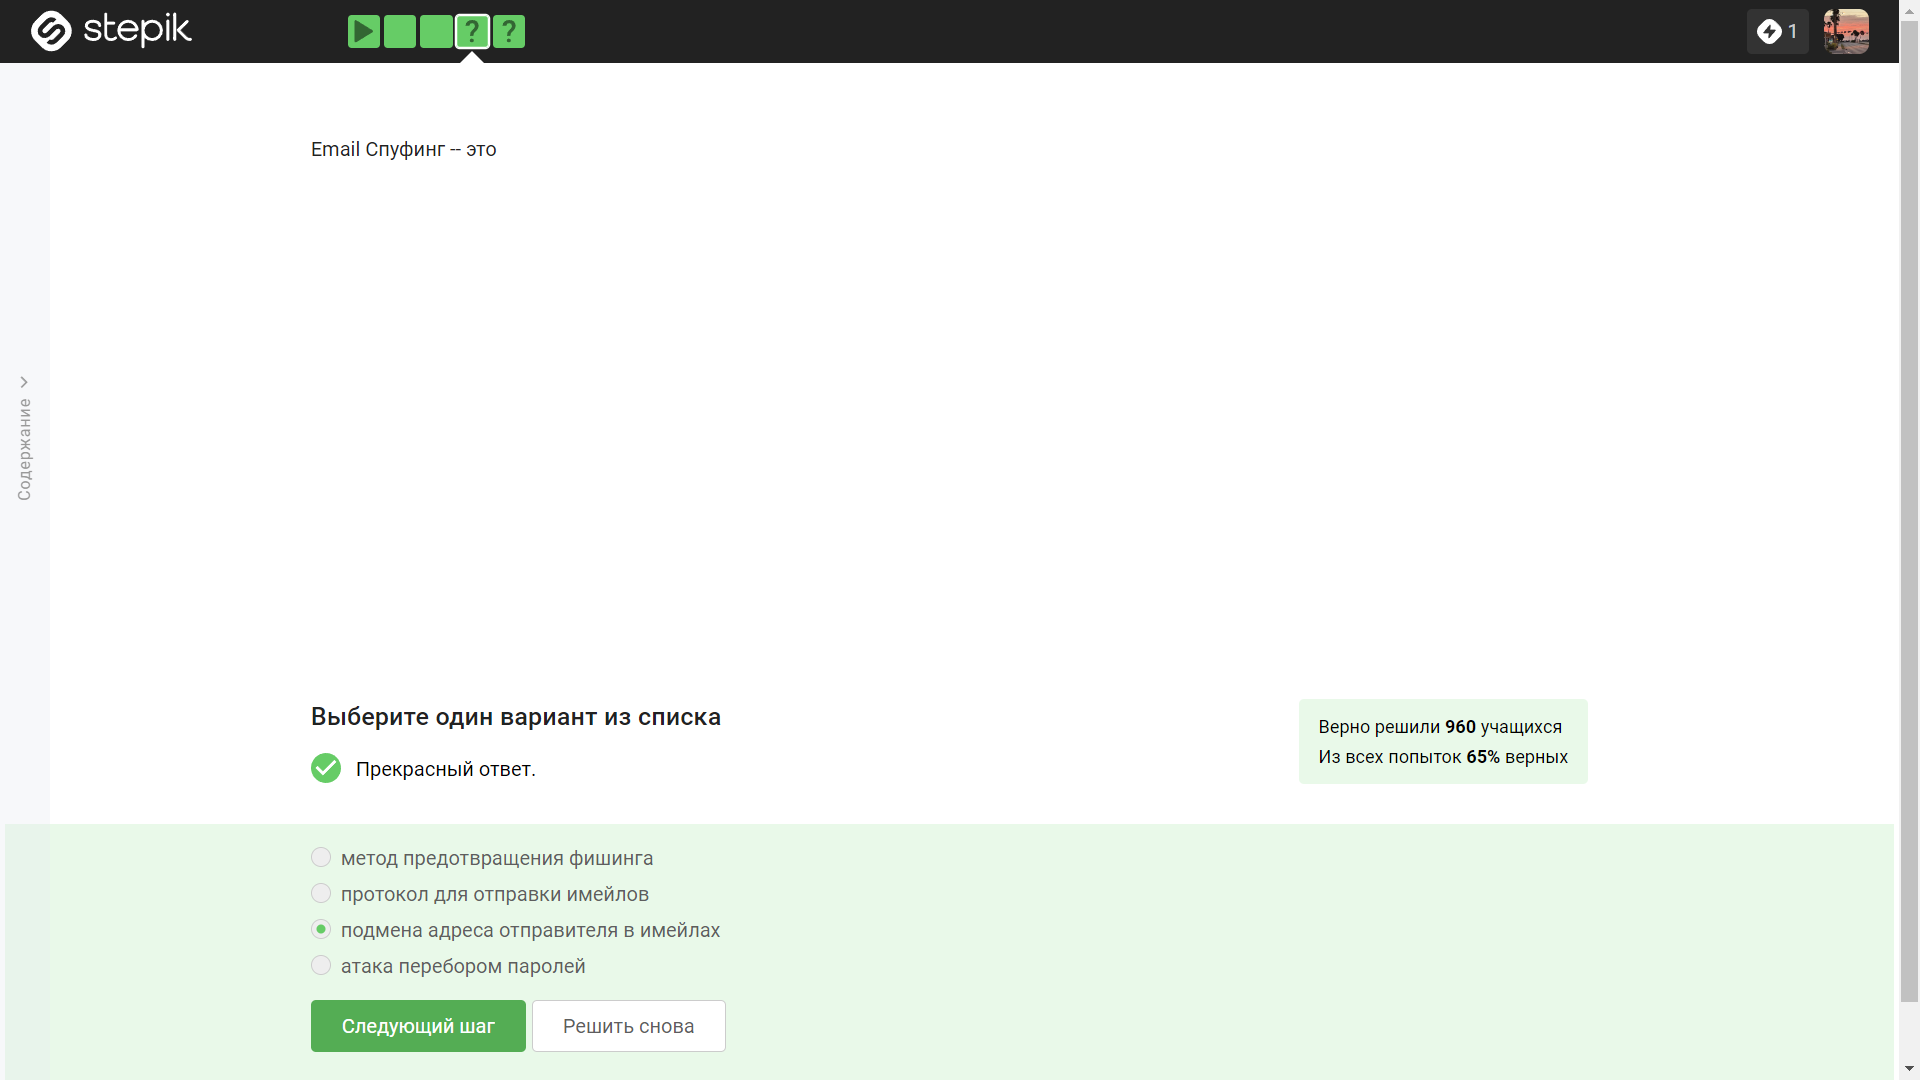 stepik
? ?
1
Содержание
Email Спуфинг -- это
Выберите один вариант из списка
Прекрасный ответ.
Верно решили 960 учащихся
Из всех попыток 65% верных
метод предотвращения фишинга
протокол для отправки имейлов
подмена адреса отправителя в имейлах
атака перебором паролей
Следующий шаг
Решить снова